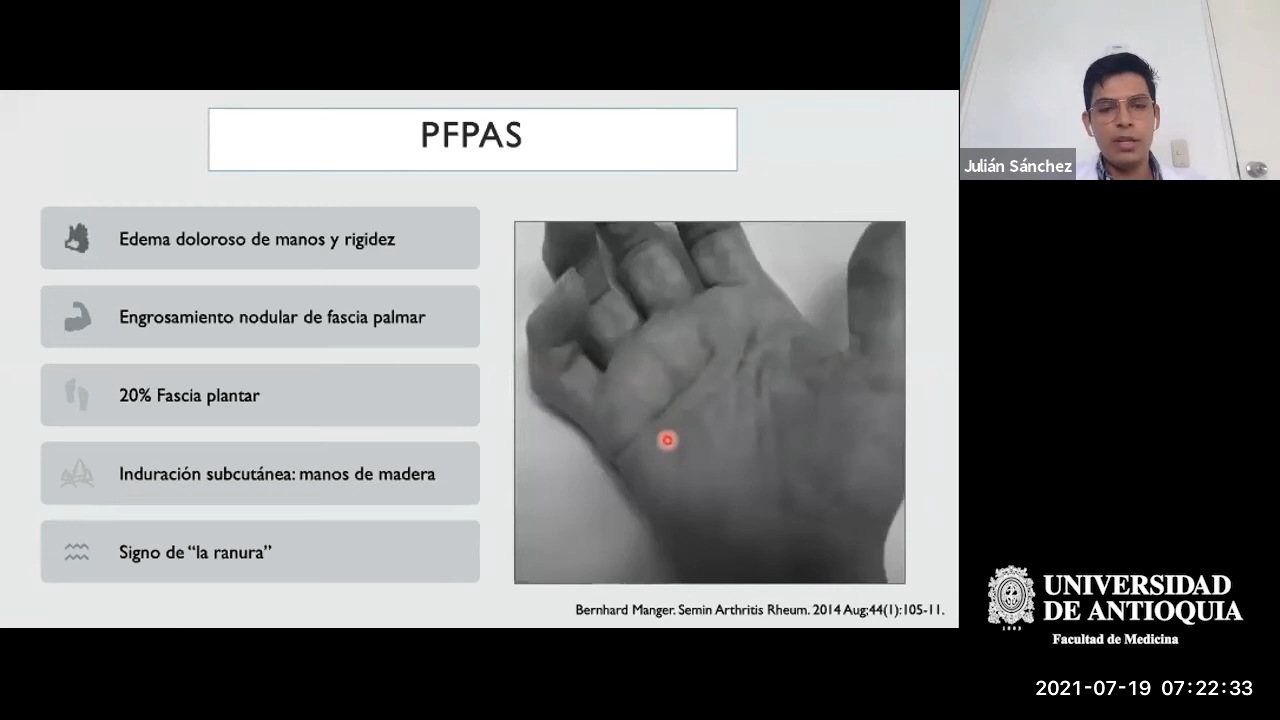 PFPAS
Edema doloroso de manos y rigidez
Engrosamiento nodular de fascia palmar
20% Fascia plantar
Induración subcutánea: manos de madera
Signo de “la ranura”
Bernhard Manger. Semin Arthritis Rheum. 2014 Aug;44(1):105-11.
Julián Sánchez
UNIVERSIDAD
DE ANTIOQUIA
1803
Facultad de Medicina
2021-07-19 07:22:33